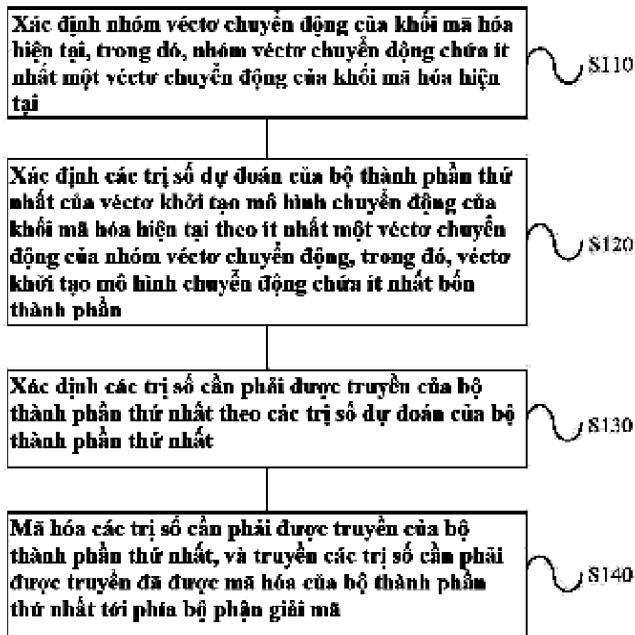 Xác định nhóm véctơ chuyển động của khối mã hóa
hiện tại, trong đó, nhóm véctơ chuyển động chứa ít
nhất một véctơ chuyển động của khối mã hóa hiện
tại
S110
Xác định các trị số dự đoán của bộ thành phần thứ
nhất của véctơ khởi tạo mô hình chuyển động của
khối mã hóa hiện tại theo ít nhất một véctơ chuyển
động của nhóm véctơ chuyển động, trong đó, véctơ
khởi tạo mô hình chuyển động chứa ít nhất bốn
thành phần
S120
Xác định các trị số cần phải được truyền của bộ
thành phần thứ nhất theo các trị số dự đoán của bộ
thành phần thứ nhất
S130
Mã hóa các trị số cần phải được truyền của bộ
thành phần thứ nhất, và truyền các trị số cần phải
được truyền đã được mã hóa của bộ thành phần
thứ nhất tới phía bộ phận giải mã
S140